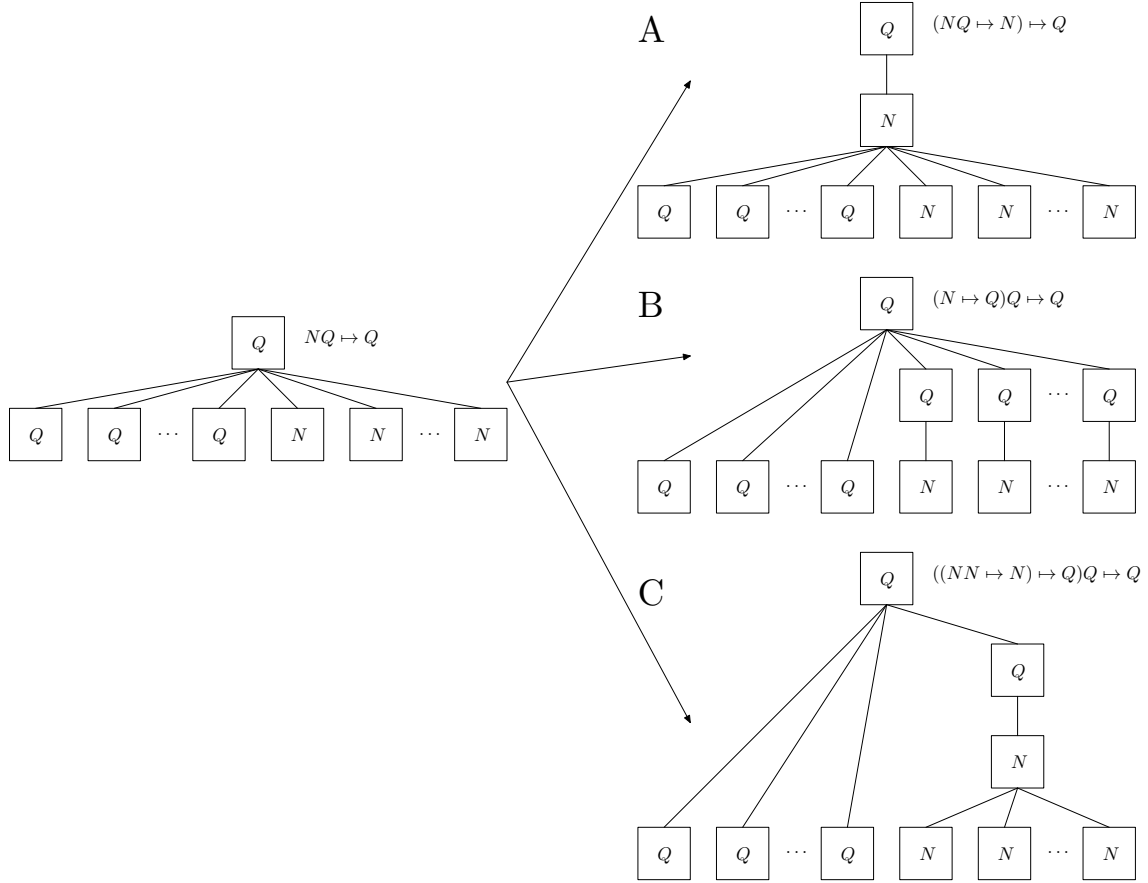 A
Q (NQ ↦ N) ↦ Q
N
Q Q ··· Q N N ··· N
B
Q (N ↦ Q)Q ↦ Q
Q NQ ↦ Q
Q Q ··· Q
Q Q ··· Q N N ··· N
Q Q ··· Q N N ··· N
C
Q ((NN ↦ N) ↦ Q)Q ↦ Q
Q
N
Q Q ··· Q N N ··· N